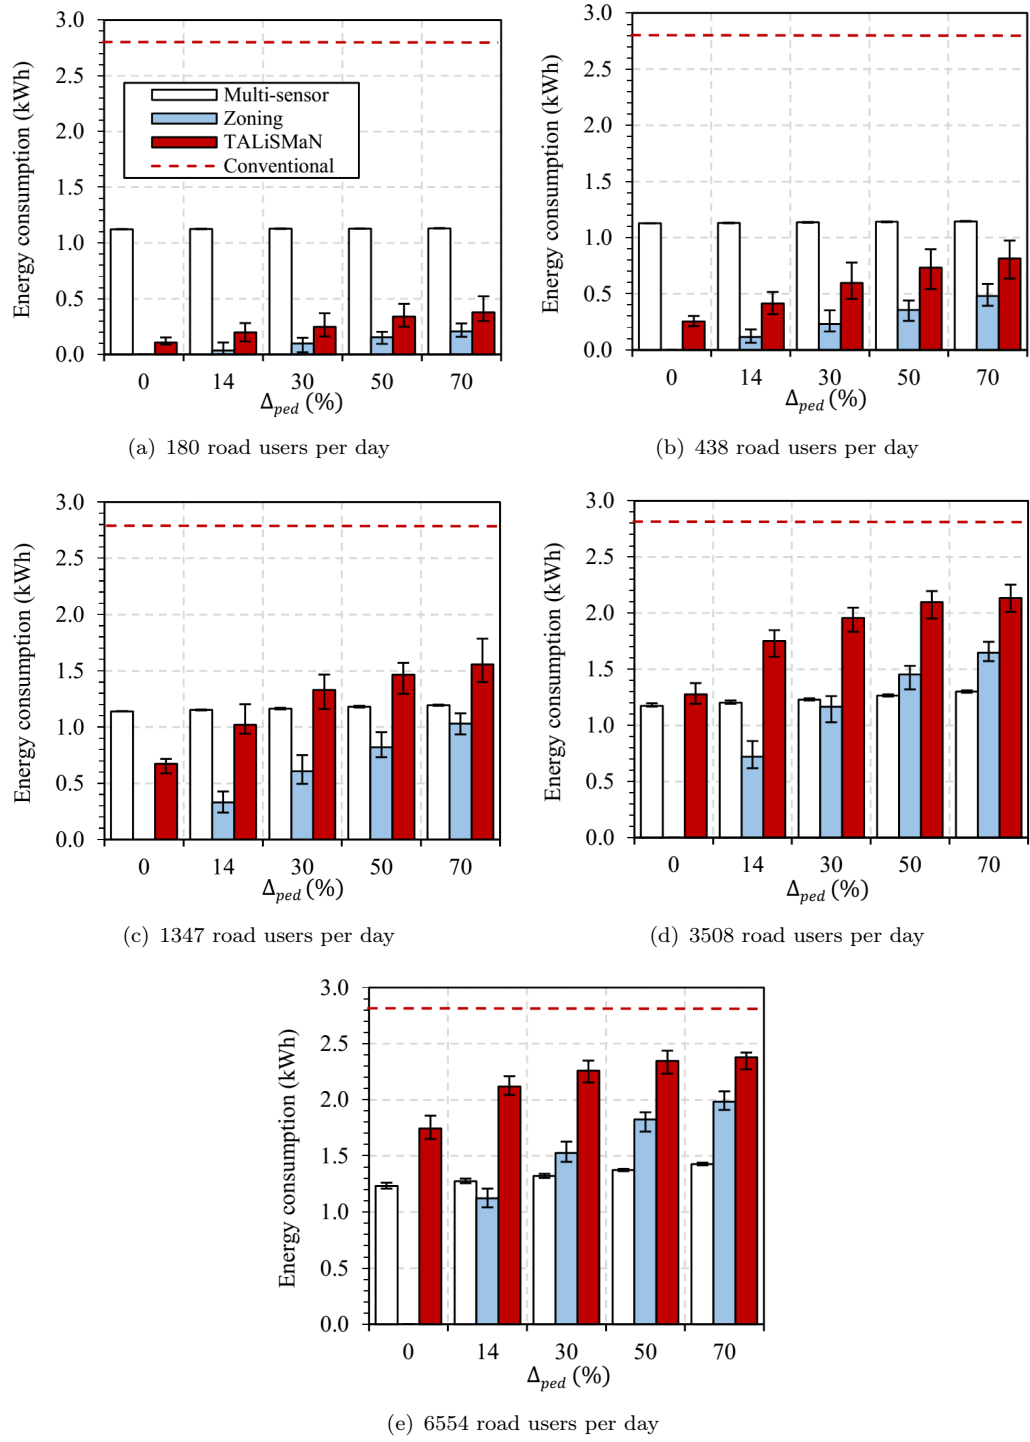 3.0
2.5
2.0
1.5
1.0
0.5
0.0
Energy consumption (kWh)
Multi-sensor
Zoning
TALiSMaN
Conventional
0 14 30 50 70
Δped (%)
(a) 180 road users per day
3.0
2.5
2.0
1.5
1.0
0.5
0.0
Energy consumption (kWh)
0 14 30 50 70
Δped (%)
(b) 438 road users per day
3.0
2.5
2.0
1.5
1.0
0.5
0.0
Energy consumption (kWh)
0 14 30 50 70
Δped (%)
(c) 1347 road users per day
3.0
2.5
2.0
1.5
1.0
0.5
0.0
Energy consumption (kWh)
0 14 30 50 70
Δped (%)
(d) 3508 road users per day
3.0
2.5
2.0
1.5
1.0
0.5
0.0
Energy consumption (kWh)
0 14 30 50 70
Δped (%)
(e) 6554 road users per day